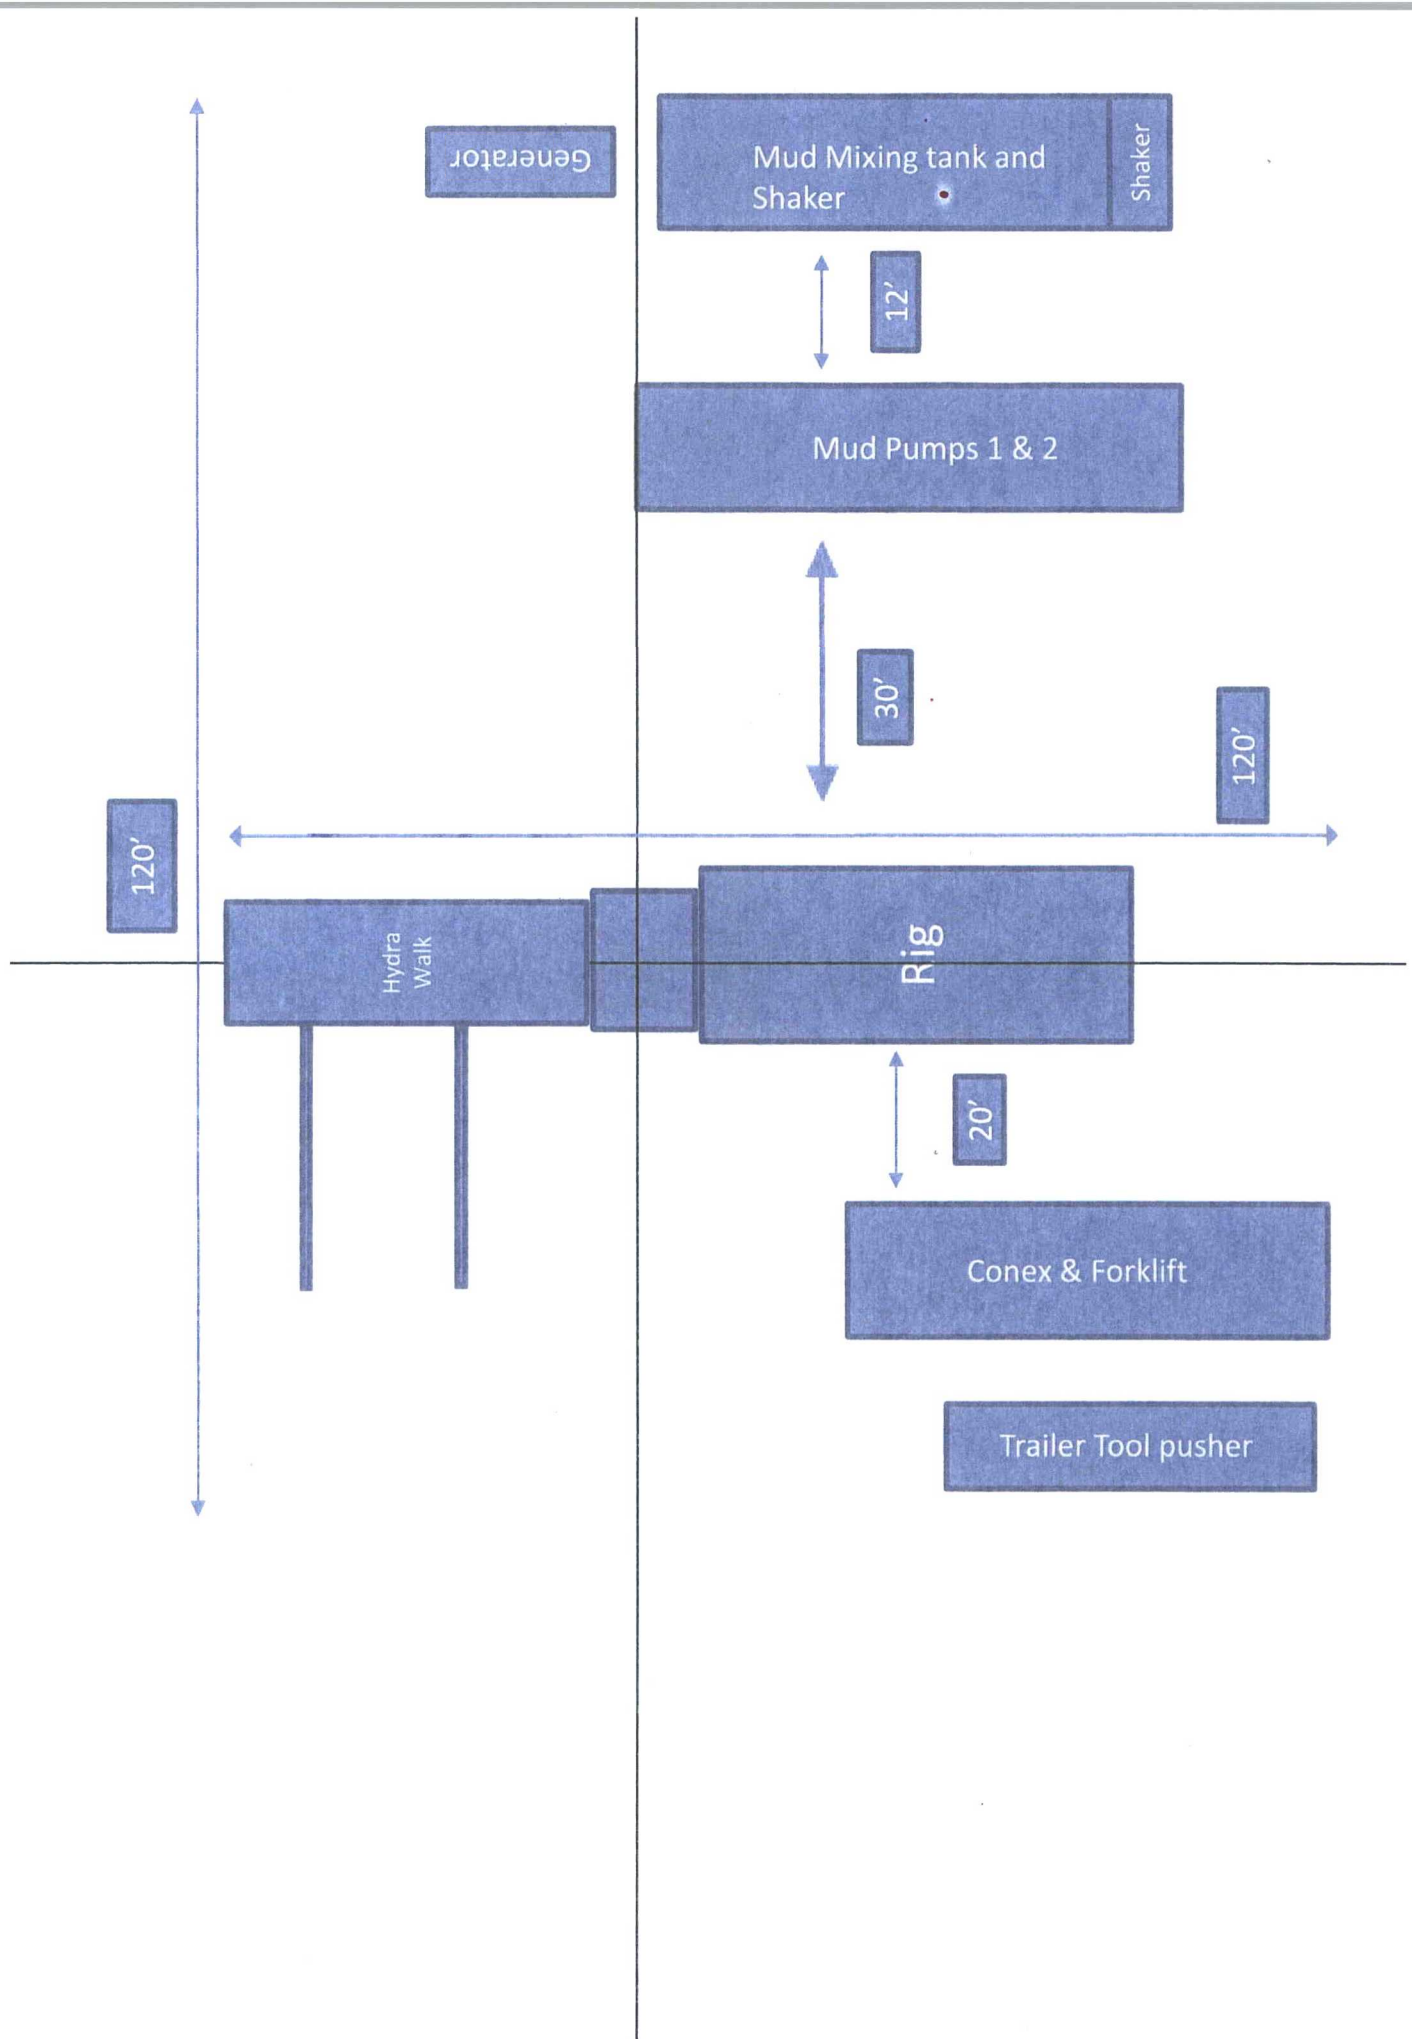 Generator
Mud Mixing tank and
Shaker
Shaker
12’
Mud Pumps 1 & 2
30’
120’
120’
Hydra
Walk
Rig
20’
Conex & Forklift
Trailer Tool pusher